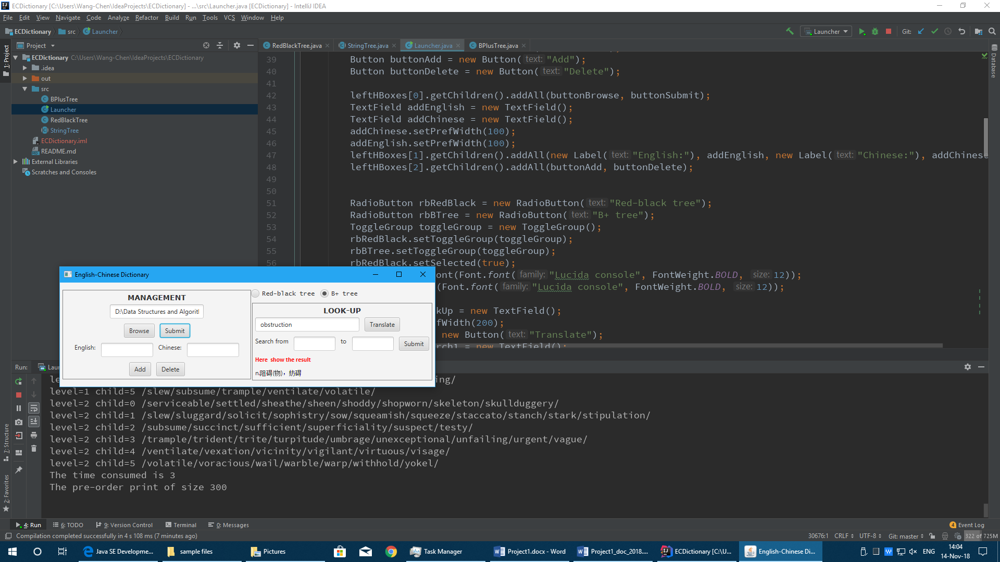 ECDictionary [C:\Users\Wang-Chen\IdeaProjects\ECDictionary] - ...\src\Launcher.java [ECDictionary] - IntelliJ IDEA
File Edit View Navigate Code Analyze Refactor Build Run Tools VCS Window Help
ECDictionary src Launcher
Launcher Git:
1: Project
Project
RedBlackTree.java StringTree.java Launcher.java BPlusTree.java
Database
ECDictionary C:\Users\Wang-Chen\IdeaProjects\ECDictionary
.idea
out
src
BPlusTree
Launcher
RedBlackTree
StringTree
ECDictionary.iml
README.md
External Libraries
Scratches and Consoles
39 Button buttonAdd = new Button( text: "Add");
40 Button buttonDelete = new Button( text: "Delete");
41
42 leftHBoxes[0].getChildren().addAll(buttonBrowse, buttonSubmit);
43 TextField addEnglish = new TextField();
44 TextField addChinese = new TextField();
45 addChinese.setPrefWidth(100);
46 addEnglish.setPrefWidth(100);
47 leftHBoxes[1].getChildren().addAll(new Label( text: "English:"), addEnglish, new Label( text: "Chinese:"), addChinese
48 leftHBoxes[2].getChildren().addAll(buttonAdd, buttonDelete);
49
50
51 RadioButton rbRedBlack = new RadioButton( text: "Red-black tree");
52 RadioButton rbBTree = new RadioButton( text: "B+ tree");
53 ToggleGroup toggleGroup = new ToggleGroup();
54 rbRedBlack.setToggleGroup(toggleGroup);
55 rbBTree.setToggleGroup(toggleGroup);
56 rbRedBlack.setSelected(true);
ont(Font.font( family: "Lucida console", FontWeight.BOLD, size: 12));
(Font.font( family: "Lucida console", FontWeight.BOLD, size: 12));
kUp = new TextField();
fWidth(200);
new Button( text: "Translate");
rch1 = new TextField();
English-Chinese Dictionary
MANAGEMENT
D:\Data Structures and Algorit
Browse Submit
English: Chinese:
Add Delete
Red-black tree B+ tree
LOOK-UP
obstruction Translate
Search from to Submit
Here show the result
n.阻碍(物)，妨碍
Run: Lau
le ing/
level=1 child=5 /slew/subsume/trample/ventilate/volatile/
level=2 child=0 /serviceable/settled/sheathe/sheen/shoddy/shopworn/skeleton/skullduggery/
level=2 child=1 /slew/sluggard/solicit/sophistry/sow/squeamish/squeeze/staccato/stanch/stark/stipulation/
level=2 child=2 /subsume/succinct/sufficient/superficiality/suspect/testy/
level=2 child=3 /trample/trident/trite/turpitude/umbrage/unexceptional/unfailing/urgent/vague/
level=2 child=4 /ventilate/vexation/vicinity/vigilant/virtuous/visage/
level=2 child=5 /volatile/voracious/wail/warble/warp/withhold/yokel/
The time consumed is 3
The pre-order print of size 300
7: Structure
2: Favorites
4: Run 6: TODO 9: Version Control Terminal 0: Messages 4 Event Log
Compilation completed successfully in 4 s 108 ms (7 minutes ago) 30676:1 CRLF UTF-8 Git: master 322 of 725M
Java SE Developme... sample files Pictures Task Manager Project1.docx - Word Project1_doc_2018.... ECDictionary [C:\U... English-Chinese Di... ENG 14:04
14-Nov-18